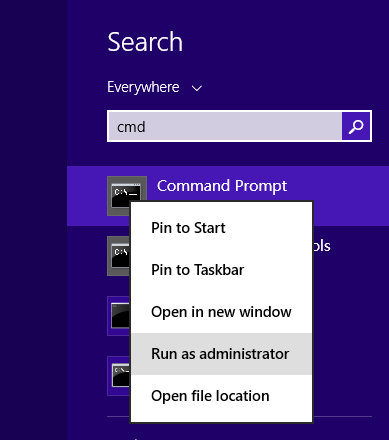 Search
Everywhere
cmd
Command Prompt
Pin to Start
ols
Pin to Taskbar
Open in new window
Run as administrator
Open file location